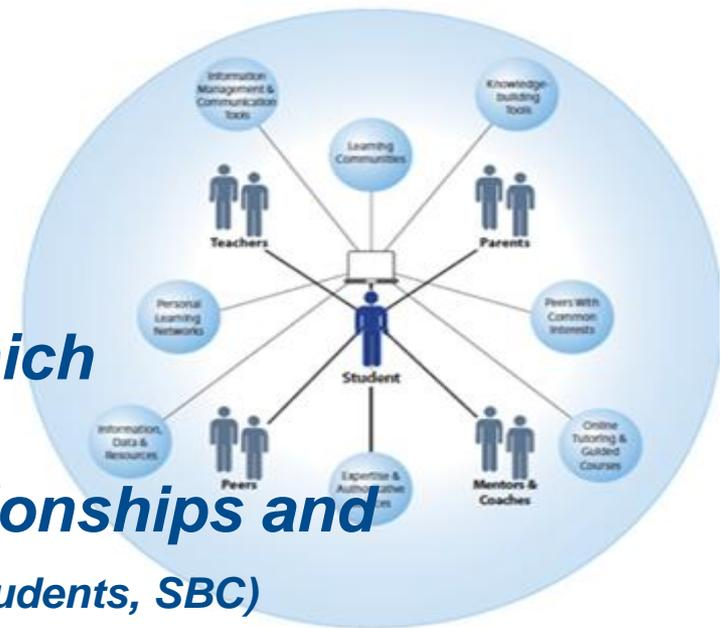 Information
Management &
Communication
Tools
Knowledge-
building
Tools
Learning
Communities
Teachers
Parents
Personal
Learning
Networks
Peers With
Common
Interests
Student
ich
Information,
Data &
Resources
Online
Tutoring &
Guided
Courses
Peers
Expertise &
Mentors &
Coaches
onships and
udents, SBC)